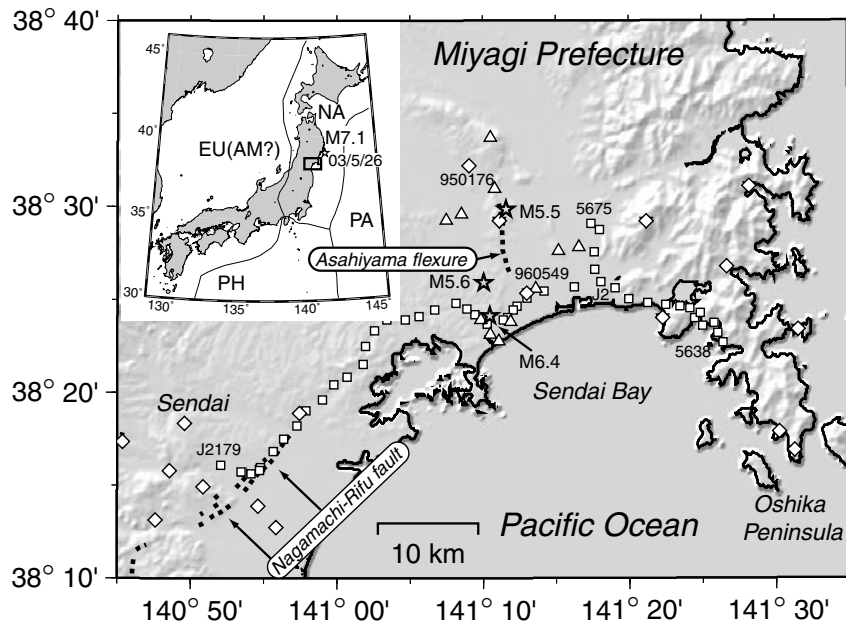 38° 40'
38° 30'
38° 20'
38° 10'
140° 50'
141° 00'
141° 10'
141° 20'
141° 30'
Miyagi Prefecture
45
40
35
30
130
135
140
145
NA
M7.1
03/5/26
EU(AM?)
PA
PH
950176
M5.5
5675
Asahiyama flexure
960549
M5.6
J2
M6.4
5638
Sendai Bay
Sendai
J2179
Nagamachi-Rifu fault
10 km
Pacific Ocean
Oshika
Peninsula